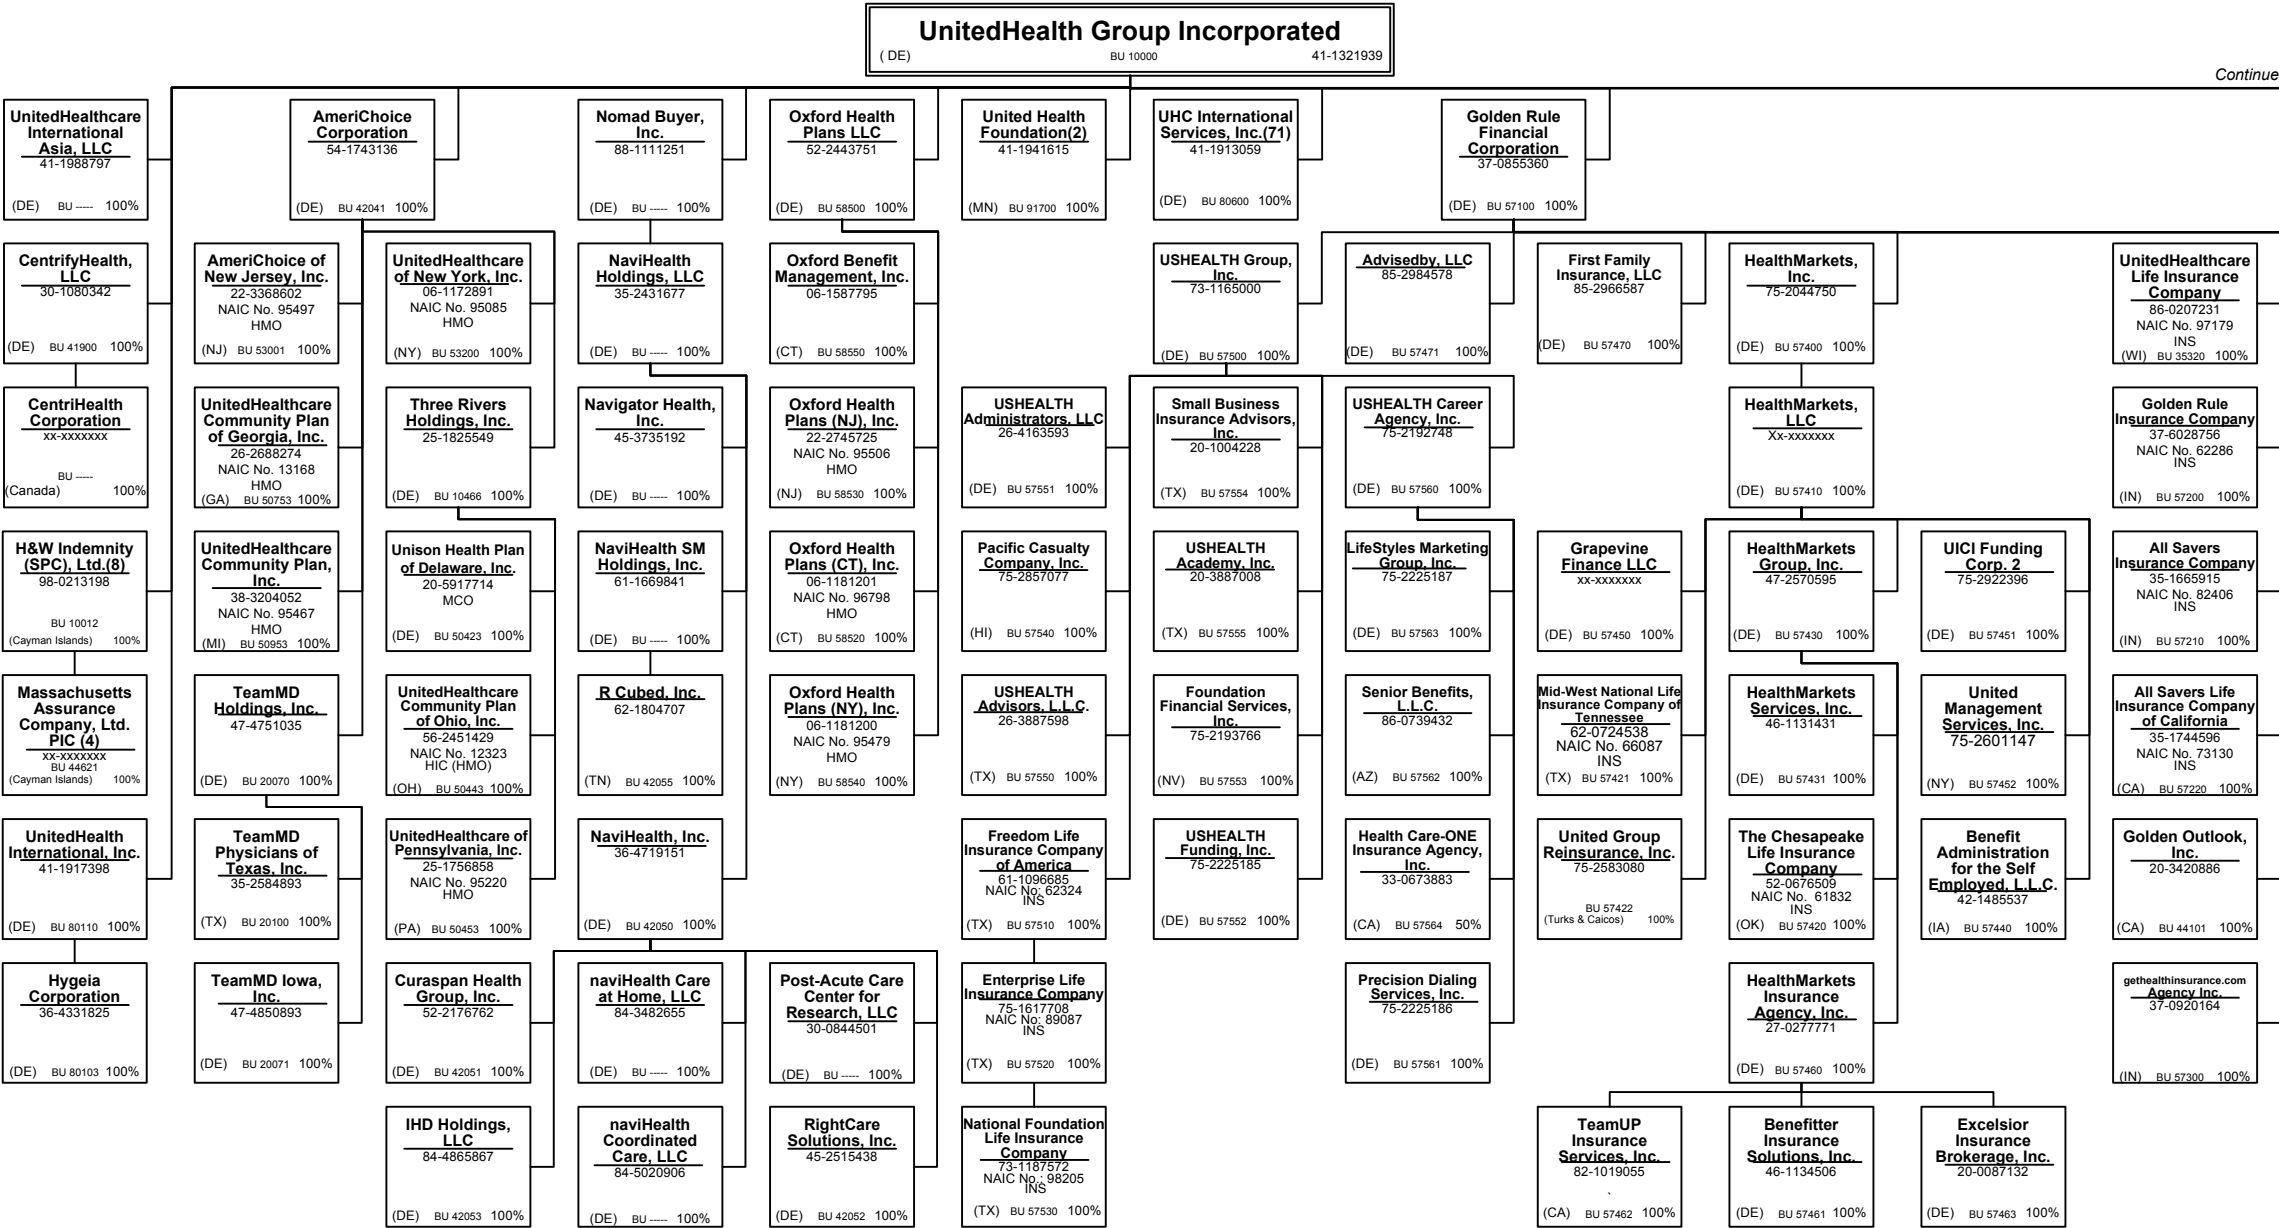 UnitedHealth Group Incorporated
( DE) BU 10000 41-1321939
Continue
UnitedHealthcare
International
Asia, LLC
41-1988797
(DE) BU ----- 100%
AmeriChoice
Corporation
54-1743136
(DE) BU 42041 100%
Nomad Buyer,
Inc.
88-1111251
(DE) BU ----- 100%
Oxford Health
Plans LLC
52-2443751
(DE) BU 58500 100%
United Health
Foundation(2)
41-1941615
(MN) BU 91700 100%
UHC International
Services, Inc.(71)
41-1913059
(DE) BU 80600 100%
Golden Rule
Financial
Corporation
37-0855360
(DE) BU 57100 100%
CentrifyHealth,
LLC
30-1080342
(DE) BU 41900 100%
AmeriChoice of
New Jersey, Inc.
22-3368602
NAIC No. 95497
HMO
(NJ) BU 53001 100%
UnitedHealthcare
of New York, Inc.
06-1172891
NAIC No. 95085
HMO
(NY) BU 53200 100%
NaviHealth
Holdings, LLC
35-2431677
(DE) BU ----- 100%
Oxford Benefit
Management, Inc.
06-1587795
(CT) BU 58550 100%
USHEALTH Group,
Inc.
73-1165000
(DE) BU 57500 100%
Advisedby, LLC
85-2984578
(DE) BU 57471 100%
First Family
Insurance, LLC
85-2966587
(DE) BU 57470 100%
HealthMarkets,
Inc.
75-2044750
(DE) BU 57400 100%
UnitedHealthcare
Life Insurance
Company
86-0207231
NAIC No. 97179
INS
(WI) BU 35320 100%
CentriHealth
Corporation
xx-xxxxxxx
BU -----
(Canada) 100%
UnitedHealthcare
Community Plan
of Georgia, Inc.
26-2688274
NAIC No. 13168
HMO
(GA) BU 50753 100%
Three Rivers
Holdings, Inc.
25-1825549
(DE) BU 10466 100%
Navigator Health,
Inc.
45-3735192
(DE) BU ----- 100%
Oxford Health
Plans (NJ), Inc.
22-2745725
NAIC No. 95506
HMO
(NJ) BU 58530 100%
USHEALTH
Administrators, LLC
26-4163593
(DE) BU 57551 100%
Small Business
Insurance Advisors,
Inc.
20-1004228
(TX) BU 57554 100%
USHEALTH Career
Agency, Inc.
75-2192748
(DE) BU 57560 100%
HealthMarkets,
LLC
Xx-xxxxxxx
(DE) BU 57410 100%
Golden Rule
Insurance Company
37-6028756
NAIC No. 62286
INS
(IN) BU 57200 100%
H&W Indemnity
(SPC), Ltd.(8)
98-0213198
BU 10012
(Cayman Islands) 100%
UnitedHealthcare
Community Plan,
Inc.
38-3204052
NAIC No. 95467
HMO
(MI) BU 50953 100%
Unison Health Plan
of Delaware, Inc.
20-5917714
MCO
(DE) BU 50423 100%
NaviHealth SM
Holdings, Inc.
61-1669841
(DE) BU ----- 100%
Oxford Health
Plans (CT), Inc.
06-1181201
NAIC No. 96798
HMO
(CT) BU 58520 100%
Pacific Casualty
Company, Inc.
75-2857077
(HI) BU 57540 100%
USHEALTH
Academy, Inc.
20-3887008
(TX) BU 57555 100%
LifeStyles Marketing
Group, Inc.
75-2225187
(DE) BU 57563 100%
Grapevine
Finance LLC
xx-xxxxxxx
(DE) BU 57450 100%
HealthMarkets
Group, Inc.
47-2570595
(DE) BU 57430 100%
UICI Funding
Corp. 2
75-2922396
(DE) BU 57451 100%
All Savers
Insurance Company
35-1665915
NAIC No. 82406
INS
(IN) BU 57210 100%
Massachusetts
Assurance
Company, Ltd.
PIC (4)
xx-xxxxxxx
BU 44621
(Cayman Islands) 100%
TeamMD
Holdings, Inc.
47-4751035
(DE) BU 20070 100%
UnitedHealthcare
Community Plan
of Ohio, Inc.
56-2451429
NAIC No. 12323
HIC (HMO)
(OH) BU 50443 100%
R Cubed, Inc.
62-1804707
(TN) BU 42055 100%
Oxford Health
Plans (NY), Inc.
06-1181200
NAIC No. 95479
HMO
(NY) BU 58540 100%
USHEALTH
Advisors, L.L.C.
26-3887598
(TX) BU 57550 100%
Foundation
Financial Services,
Inc.
75-2193766
(NV) BU 57553 100%
Senior Benefits,
L.L.C.
86-0739432
(AZ) BU 57562 100%
Mid-West National Life
Insurance Company of
Tennessee
62-0724538
NAIC No. 66087
INS
(TX) BU 57421 100%
HealthMarkets
Services, Inc.
46-1131431
(DE) BU 57431 100%
United
Management
Services, Inc.
75-2601147
(NY) BU 57452 100%
All Savers Life
Insurance Company
of California
35-1744596
NAIC No. 73130
INS
(CA) BU 57220 100%
UnitedHealth
International, Inc.
41-1917398
(DE) BU 80110 100%
TeamMD
Physicians of
Texas, Inc.
35-2584893
(TX) BU 20100 100%
UnitedHealthcare of
Pennsylvania, Inc.
25-1756858
NAIC No. 95220
HMO
(PA) BU 50453 100%
NaviHealth, Inc.
36-4719151
(DE) BU 42050 100%
Freedom Life
Insurance Company
of America
61-1096685
NAIC No: 62324
INS
(TX) BU 57510 100%
USHEALTH
Funding, Inc.
75-2225185
(DE) BU 57552 100%
Health Care-ONE
Insurance Agency,
Inc.
33-0673883
(CA) BU 57564 50%
United Group
Reinsurance, Inc.
75-2583080
BU 57422
(Turks & Caicos) 100%
The Chesapeake
Life Insurance
Company
52-0676509
NAIC No. 61832
INS
(OK) BU 57420 100%
Benefit
Administration
for the Self
Employed, L.L.C.
42-1485537
(IA) BU 57440 100%
Golden Outlook,
Inc.
20-3420886
(CA) BU 44101 100%
Hygeia
Corporation
36-4331825
(DE) BU 80103 100%
TeamMD Iowa,
Inc.
47-4850893
(DE) BU 20071 100%
Curaspan Health
Group, Inc.
52-2176762
(DE) BU 42051 100%
naviHealth Care
at Home, LLC
84-3482655
(DE) BU ----- 100%
Post-Acute Care
Center for
Research, LLC
30-0844501
(DE) BU ----- 100%
Enterprise Life
Insurance Company
75-1617708
NAIC No: 89087
INS
(TX) BU 57520 100%
Precision Dialing
Services, Inc.
75-2225186
(DE) BU 57561 100%
HealthMarkets
Insurance
Agency, Inc.
27-0277771
(DE) BU 57460 100%
gethealthinsurance.com
Agency Inc.
37-0920164
(IN) BU 57300 100%
IHD Holdings,
LLC
84-4865867
(DE) BU 42053 100%
naviHealth
Coordinated
Care, LLC
84-5020906
(DE) BU ----- 100%
RightCare
Solutions, Inc.
45-2515438
(DE) BU 42052 100%
National Foundation
Life Insurance
Company
73-1187572
NAIC No.: 98205
INS
(TX) BU 57530 100%
TeamUP
Insurance
Services, Inc.
82-1019055
`
(CA) BU 57462 100%
Benefitter
Insurance
Solutions, Inc.
46-1134506
(DE) BU 57461 100%
Excelsior
Insurance
Brokerage, Inc.
20-0087132
(DE) BU 57463 100%